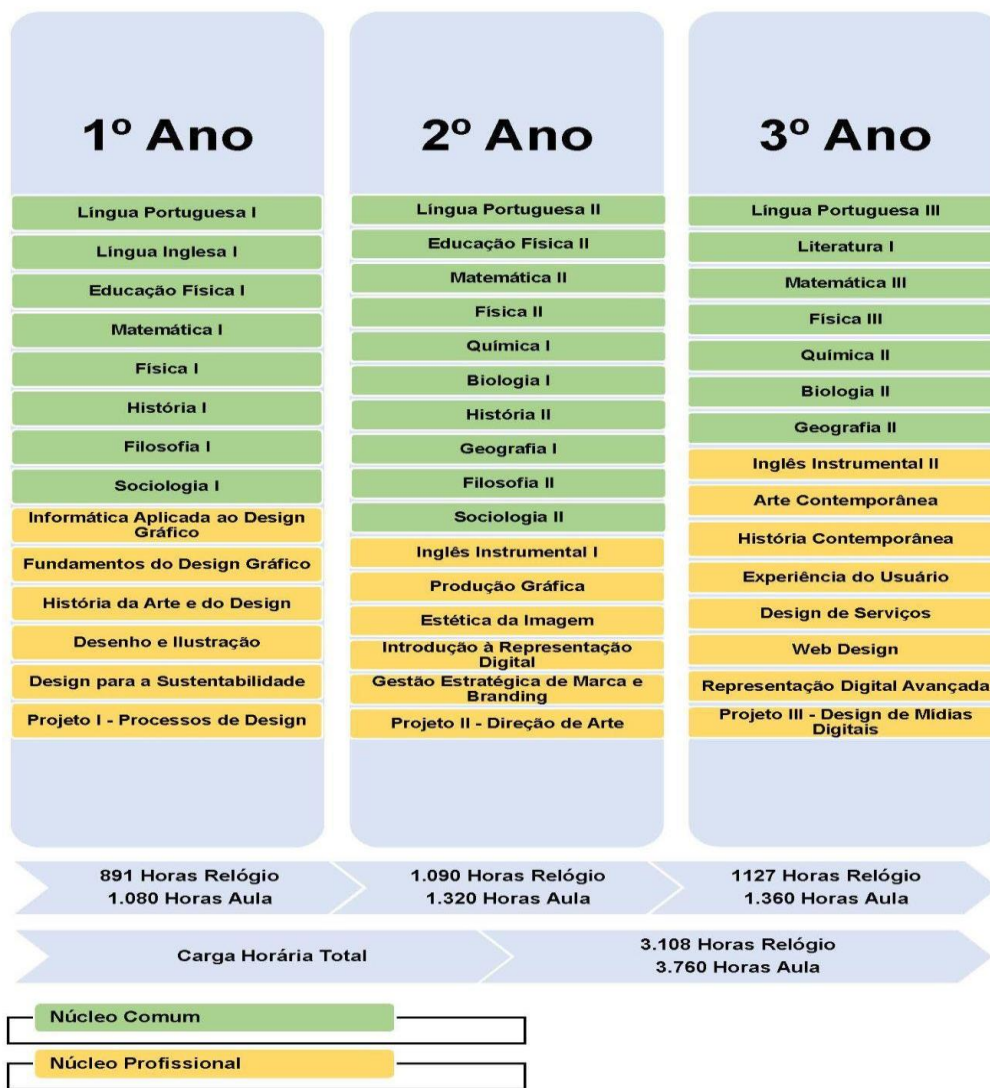 1º Ano
Língua Portuguesa I
Língua Inglesa I
Educação Física I
Matemática I
Física I
História I
Filosofia I
Sociologia I
Informática Aplicada ao Design
Gráfico
Fundamentos do Design Gráfico
História da Arte e do Design
Desenho e Ilustração
Design para a Sustentabilidade
Projeto I - Processos de Design
2º Ano
Língua Portuguesa II
Educação Física II
Matemática II
Física II
Química I
Biologia I
História II
Geografia I
Filosofia II
Sociologia II
Inglês Instrumental I
Produção Gráfica
Estética da Imagem
Introdução à Representação
Digital
Gestão Estratégica de Marca e
Branding
Projeto II - Direção de Arte
3º Ano
Língua Portuguesa III
Literatura I
Matemática III
Física III
Química II
Biologia II
Geografia II
Inglês Instrumental II
Arte Contemporânea
História Contemporânea
Experiência do Usuário
Design de Serviços
Web Design
Representação Digital Avançada
Projeto III - Design de Mídias
Digitais
891 Horas Relógio
1.080 Horas Aula
1.090 Horas Relógio
1.320 Horas Aula
1127 Horas Relógio
1.360 Horas Aula
Carga Horária Total
3.108 Horas Relógio
3.760 Horas Aula
Núcleo Comum
Núcleo Profissional